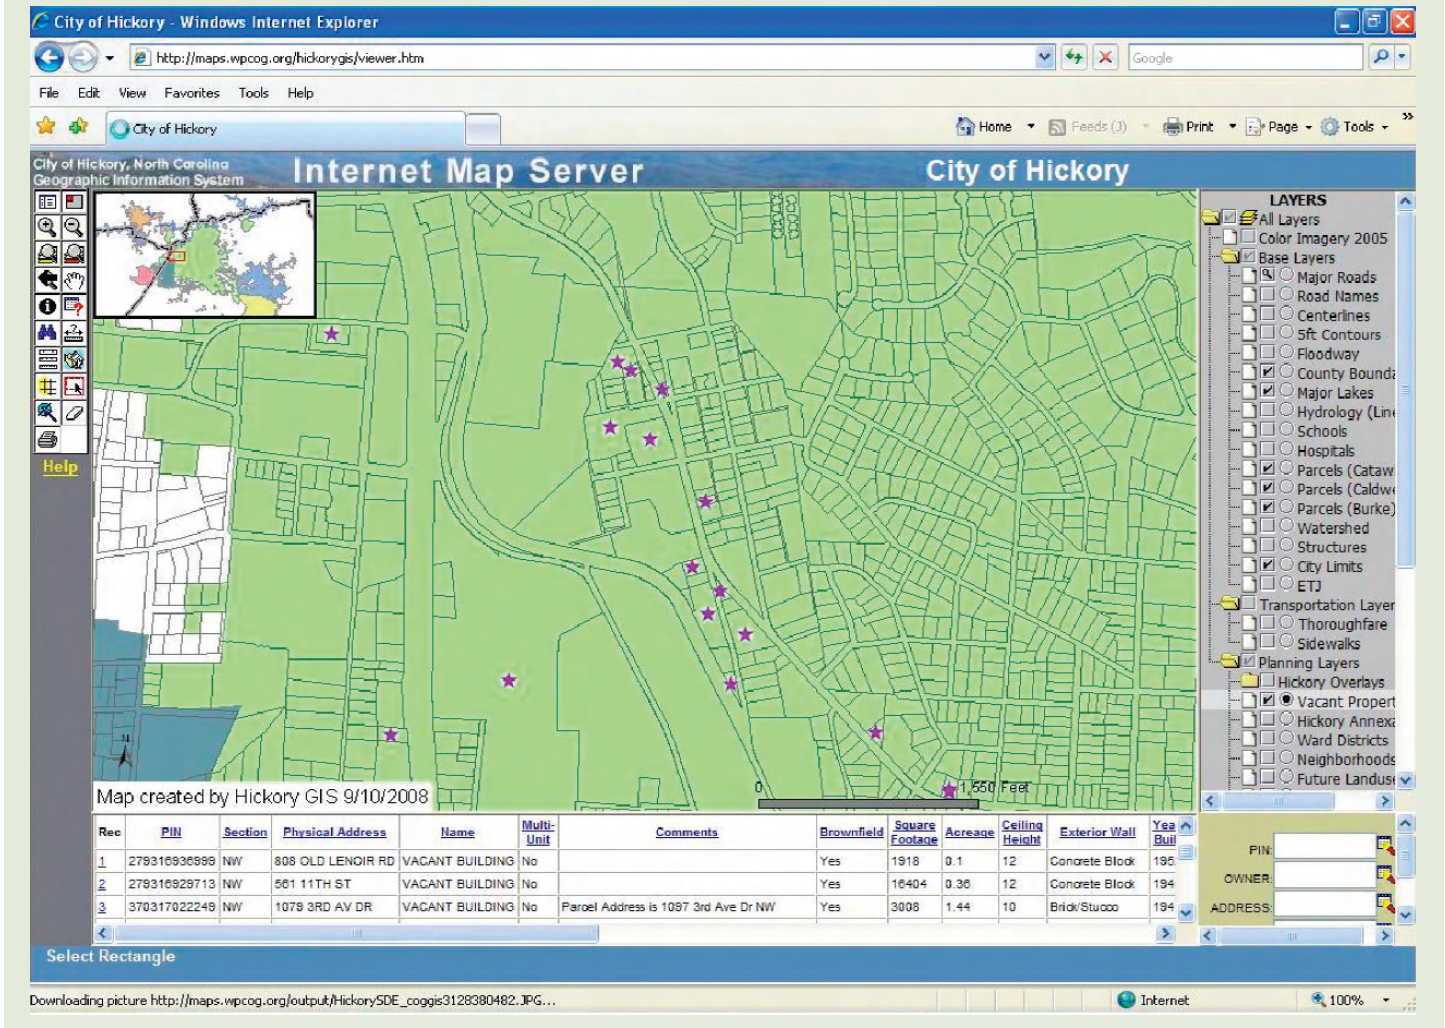 City of Hickory - Windows Internet Explorer
http://maps.wpcog.org/hickorygis/viewer.htm
Google
File Edit View Favorites Tools Help
City of Hickory
Home Feeds (J) Print Page Tools
City of Hickory, North Carolina
Geographic Information System
Internet Map Server
City of Hickory
Help
N
Map created by Hickory GIS 9/10/2008
0 1,550 Feet
LAYERS
All Layers
Color Imagery 2005
Base Layers
Major Roads
Road Names
Centerlines
5ft Contours
Floodway
County Bounda
Major Lakes
Hydrology (Line
Schools
Hospitals
Parcels (Cataw
Parcels (Caldwe
Parcels (Burke)
Watershed
Structures
City Limits
ETJ
Transportation Layer
Thoroughfare
Sidewalks
Planning Layers
Hickory Overlays
Vacant Propert
Hickory Annexa
Ward Districts
Neighborhoods
Future Landuse
Rec PIN Section Physical Address Name Multi-Unit Comments Brownfield Square Footage Acreage Ceiling Height Exterior Wall Yea Buil
1 279316936999 NW 808 OLD LENOIR RD VACANT BUILDING No Yes 1918 0.1 12 Concrete Block 195
2 279316929713 NW 561 11TH ST VACANT BUILDING No Yes 16404 0.36 12 Concrete Block 194
3 370317022249 NW 1079 3RD AV DR VACANT BUILDING No Parcel Address is 1097 3rd Ave Dr NW Yes 3008 1.44 10 Brick/Stucco 194
PIN:
OWNER:
ADDRESS:
Select Rectangle
Downloading picture http://maps.wpcog.org/output/HickorySDE_coggis3128380482.JPG...
Internet
100%